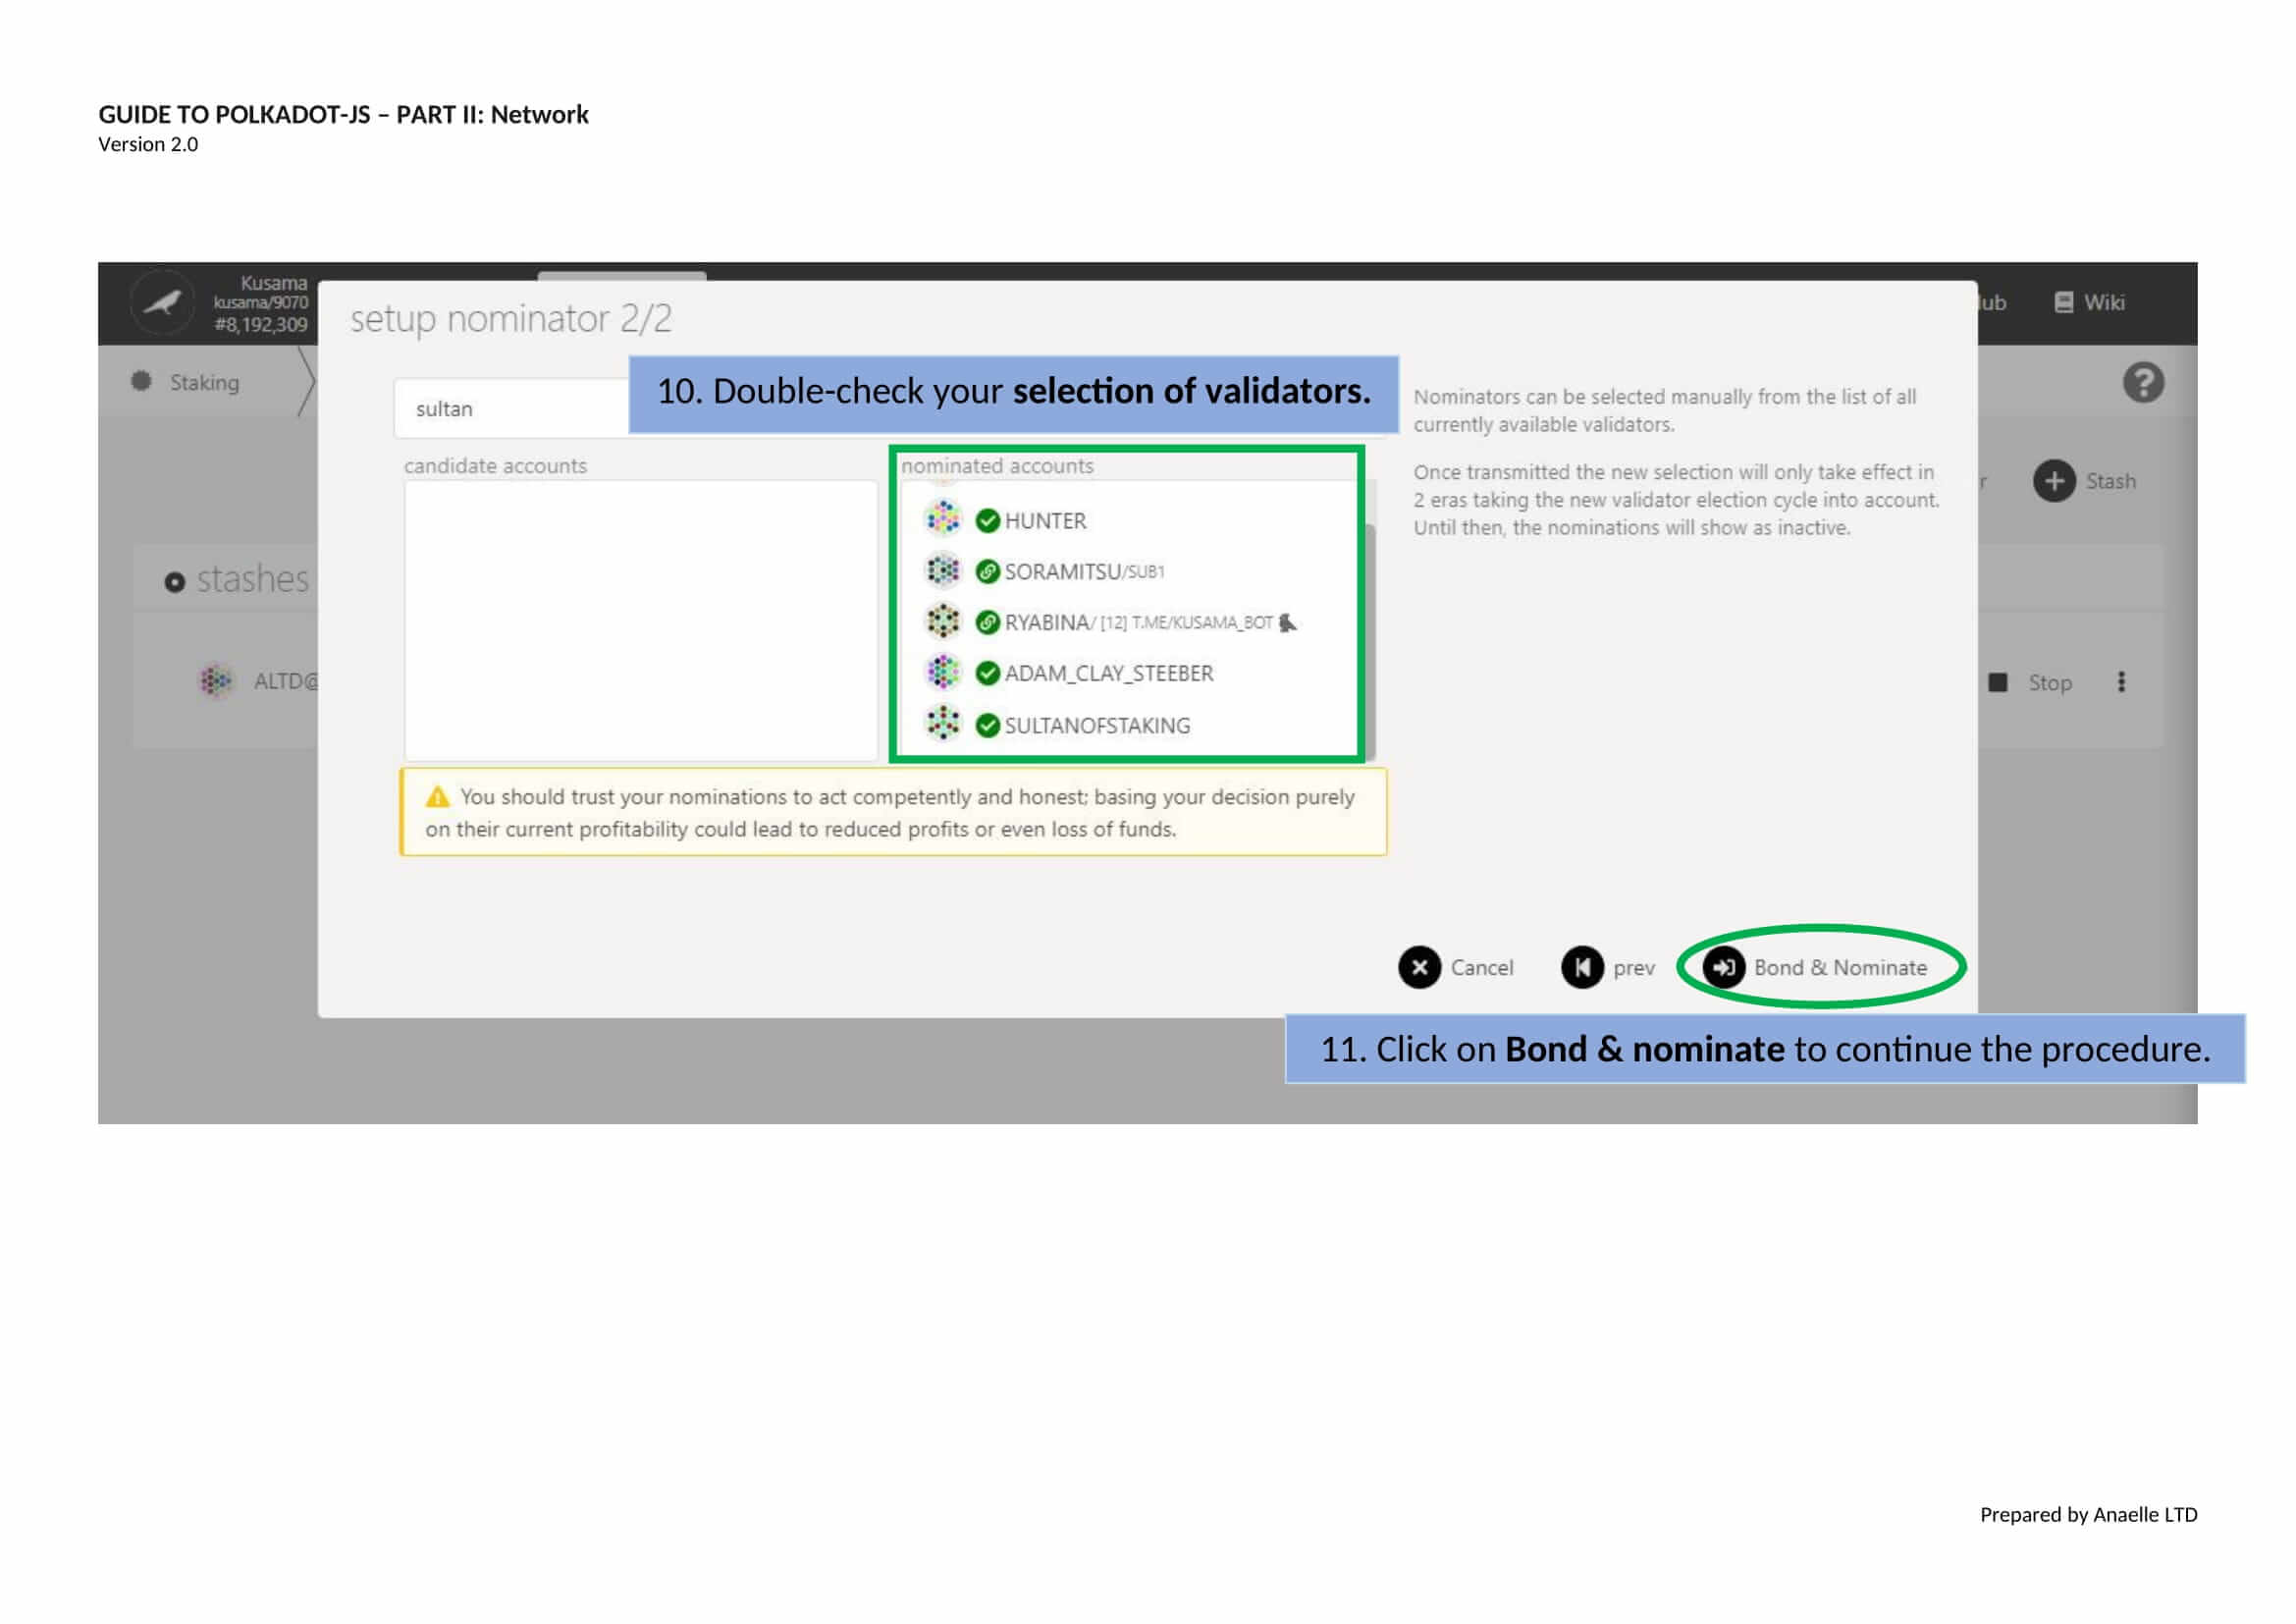 GUIDE TO POLKADOT-JS – PART II: Network
Version 2.0
Kusama
kusama/9070
#8,192,309
lub
Wiki
setup nominator 2/2
Staking
sultan
10. Double-check your selection of validators.
Nominators can be selected manually from the list of all
currently available validators.
Once transmitted the new selection will only take effect in
2 eras taking the new validator election cycle into account.
Until then, the nominations will show as inactive.
candidate accounts
nominated accounts
HUNTER
SORAMITSU/SUB1
RYABINA/ [12] T.ME/KUSAMA_BOT
ADAM_CLAY_STEEBER
SULTANOFSTAKING
r
Stash
stashes
ALTD@
Stop
You should trust your nominations to act competently and honest; basing your decision purely
on their current profitability could lead to reduced profits or even loss of funds.
Cancel
prev
Bond & Nominate
11. Click on Bond & nominate to continue the procedure.
Prepared by Anaelle LTD